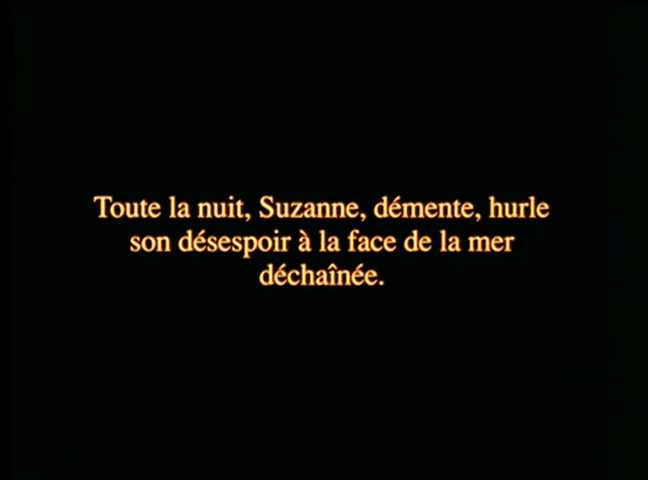 Toute la nuit, Suzanne, démente, hurle
son désespoir à la face de la mer
déchaînée.